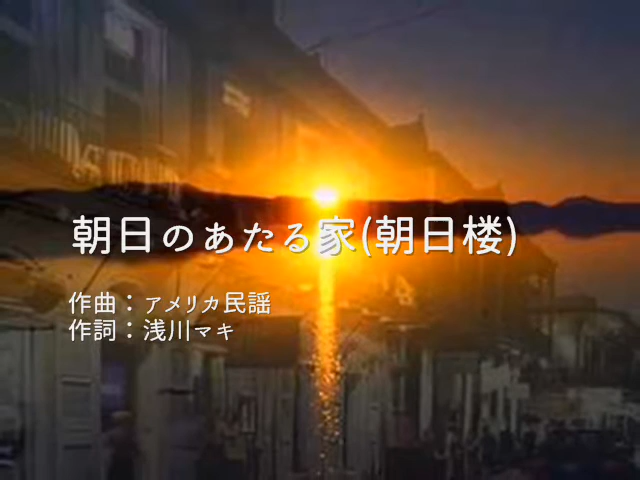 朝日のあたる家(朝日楼)
作曲：アメリカ民謡
作詞：浅川マキ